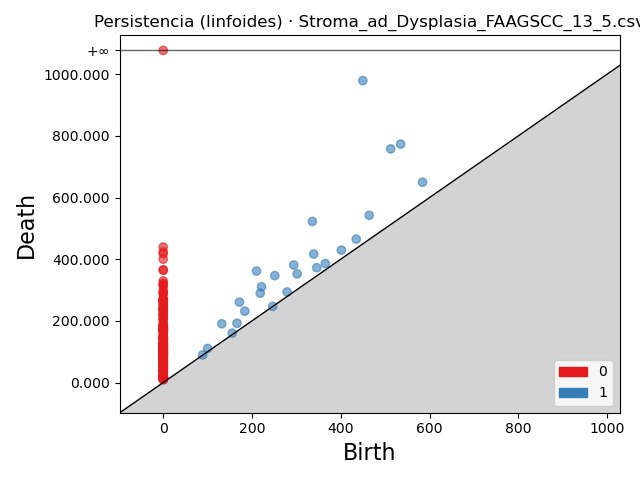 Persistencia (linfoides) · Stroma_ad_Dysplasia_FAAGSCC_13_5.csv
+∞
1000.000
800.000
600.000
400.000
200.000
0.000
Death
0
1
0 200 400 600 800 1000
Birth